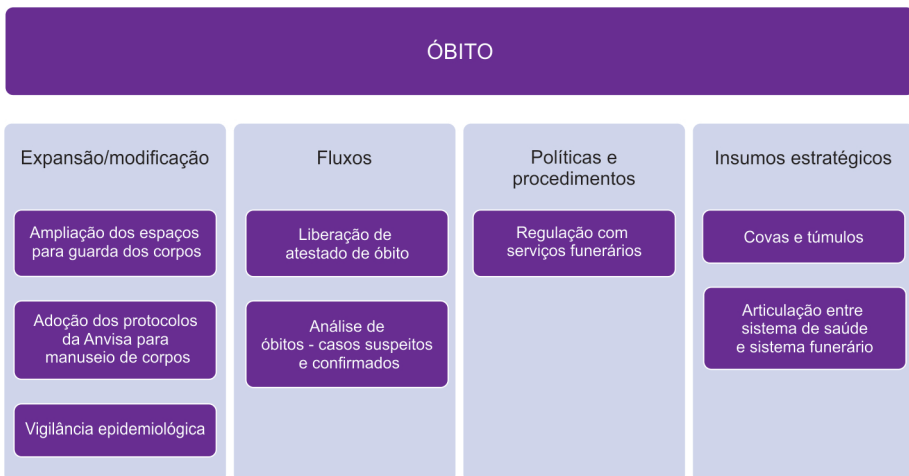 ÓBITO
Expansão/modificação
Ampliação dos espaços
para guarda dos corpos
Adoção dos protocolos
da Anvisa para
manuseio de corpos
Vigilância epidemiológica
Fluxos
Liberação de
atestado de óbito
Análise de
óbitos - casos suspeitos
e confirmados
Políticas e
procedimentos
Regulação com
serviços funerários
Insumos estratégicos
Covas e túmulos
Articulação entre
sistema de saúde
e sistema funerário